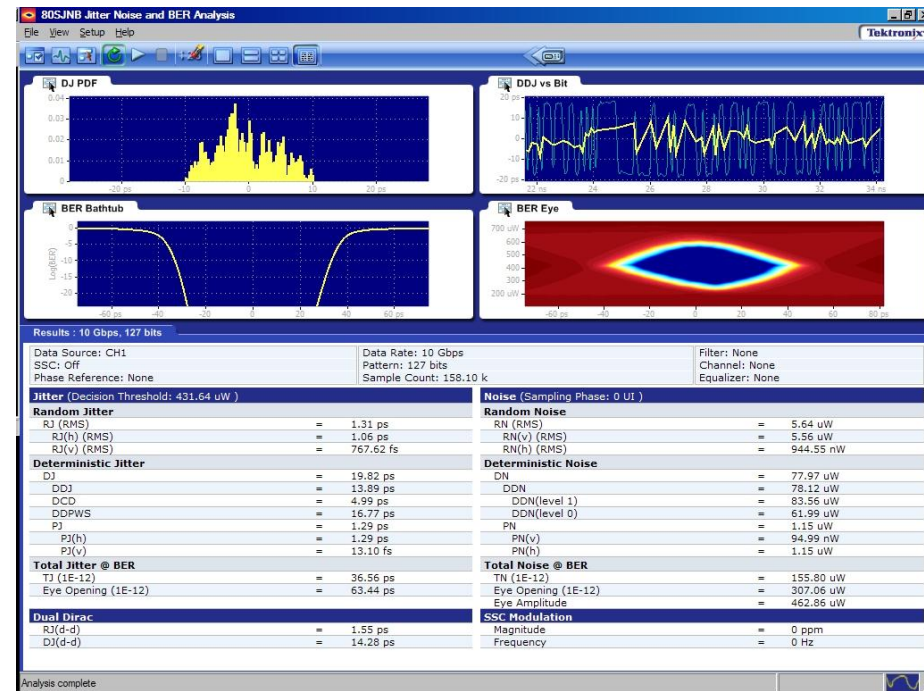 80SJNB Jitter Noise and BER Analysis
File View Setup Help
Tektronix
DJ PDF
0.04
0.03
0.02
0.01
0
-20 ps -10 0 10 20 ps
DDJ vs Bit
20 ps
10
0
-10
-20 ps
22 ns 24 26 28 30 32 34 ns
BER Bathtub
Log(BER)
0
-5
-10
-15
-20
-60 ps -40 -20 0 20 40 60 ps
BER Eye
700 uW
600
500
400
300
200 uW
-60 ps -40 -20 0 20 40 60 80 ps
Results : 10 Gbps, 127 bits
Data Source: CH1 Data Rate: 10 Gbps Filter: None
SSC: Off Pattern: 127 bits Channel: None
Phase Reference: None Sample Count: 158.10 k Equalizer: None
Jitter (Decision Threshold: 431.64 uW )
Random Jitter
RJ (RMS) = 1.31 ps
RJ(h) (RMS) = 1.06 ps
RJ(v) (RMS) = 767.62 fs
Deterministic Jitter
DJ = 19.82 ps
DDJ = 13.89 ps
DCD = 4.99 ps
DDPWS = 16.77 ps
PJ = 1.29 ps
PJ(h) = 1.29 ps
PJ(v) = 13.10 fs
Total Jitter @ BER
TJ (1E-12) = 36.56 ps
Eye Opening (1E-12) = 63.44 ps
Dual Dirac
RJ(d-d) = 1.55 ps
DJ(d-d) = 14.28 ps
Noise (Sampling Phase: 0 UI )
Random Noise
RN (RMS) = 5.64 uW
RN(v) (RMS) = 5.56 uW
RN(h) (RMS) = 944.55 nW
Deterministic Noise
DN = 77.97 uW
DDN = 78.12 uW
DDN(level 1) = 83.56 uW
DDN(level 0) = 61.99 uW
PN = 1.15 uW
PN(v) = 94.99 nW
PN(h) = 1.15 uW
Total Noise @ BER
TN (1E-12) = 155.80 uW
Eye Opening (1E-12) = 307.06 uW
Eye Amplitude = 462.86 uW
SSC Modulation
Magnitude = 0 ppm
Frequency = 0 Hz
Analysis complete